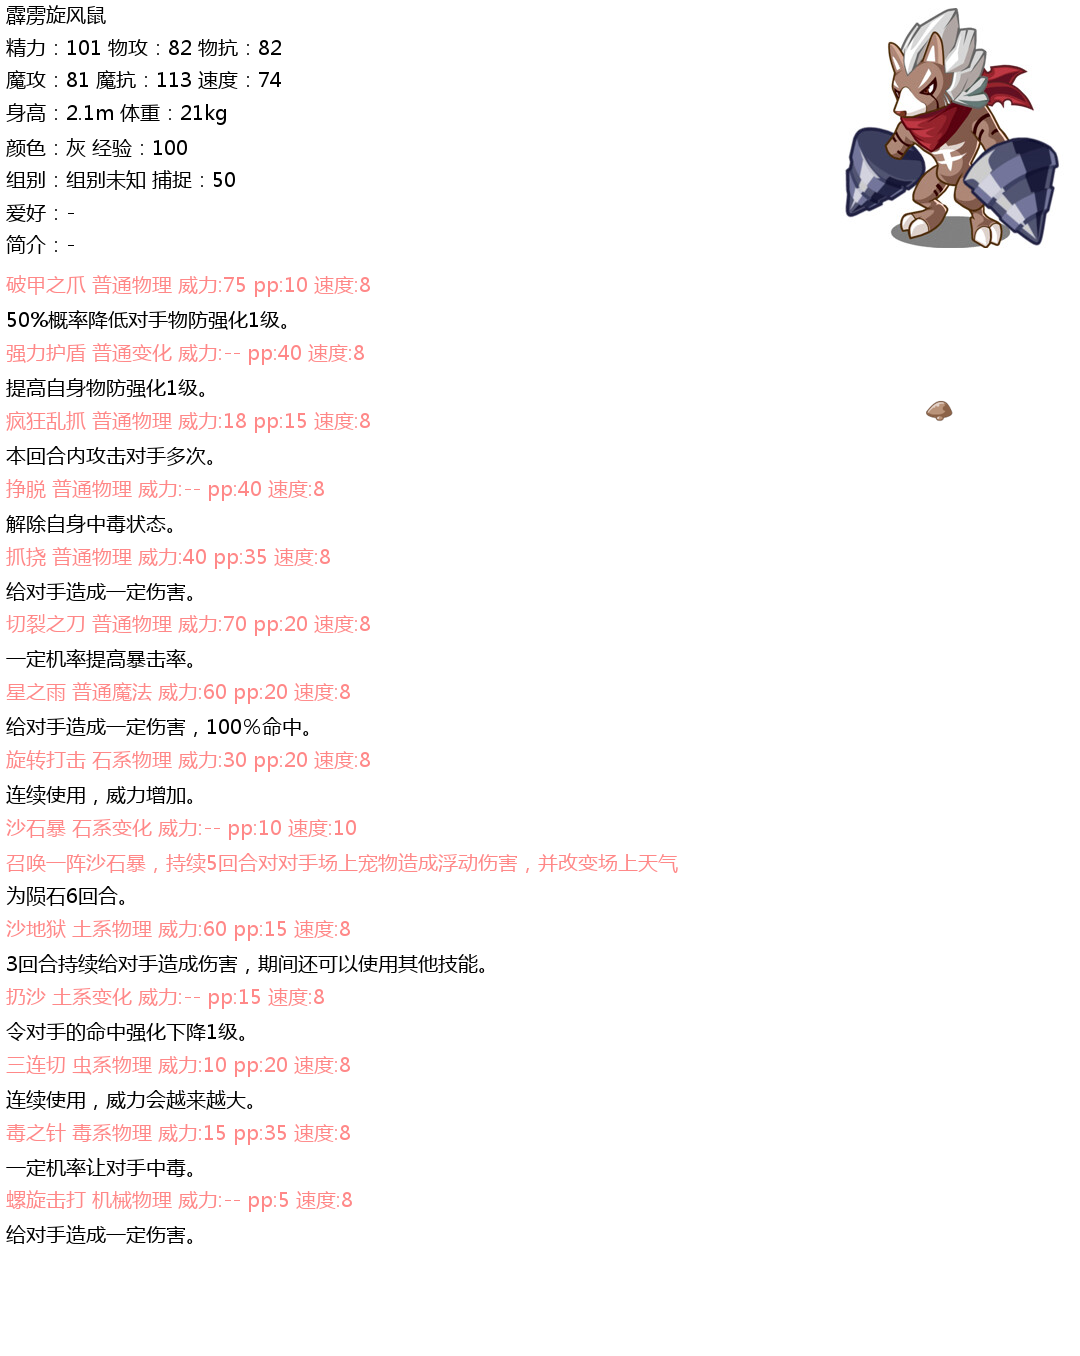 霹雳旋风鼠
精力：101 物攻：82 物抗：82
魔攻：81 魔抗：113 速度：74
身高：2.1m 体重：21kg
颜色：灰 经验：100
组别：组别未知 捕捉：50
爱好：-
简介：-
破甲之爪 普通物理 威力:75 pp:10 速度:8
50%概率降低对手物防强化1级。
强力护盾 普通变化 威力:-- pp:40 速度:8
提高自身物防强化1级。
疯狂乱抓 普通物理 威力:18 pp:15 速度:8
本回合内攻击对手多次。
挣脱 普通物理 威力:-- pp:40 速度:8
解除自身中毒状态。
抓挠 普通物理 威力:40 pp:35 速度:8
给对手造成一定伤害。
切裂之刀 普通物理 威力:70 pp:20 速度:8
一定机率提高暴击率。
星之雨 普通魔法 威力:60 pp:20 速度:8
给对手造成一定伤害，100%命中。
旋转打击 石系物理 威力:30 pp:20 速度:8
连续使用，威力增加。
沙石暴 石系变化 威力:-- pp:10 速度:10
召唤一阵沙石暴，持续5回合对对手场上宠物造成浮动伤害，并改变场上天气
为陨石6回合。
沙地狱 土系物理 威力:60 pp:15 速度:8
3回合持续给对手造成伤害，期间还可以使用其他技能。
扔沙 土系变化 威力:-- pp:15 速度:8
令对手的命中强化下降1级。
三连切 虫系物理 威力:10 pp:20 速度:8
连续使用，威力会越来越大。
毒之针 毒系物理 威力:15 pp:35 速度:8
一定机率让对手中毒。
螺旋击打 机械物理 威力:-- pp:5 速度:8
给对手造成一定伤害。